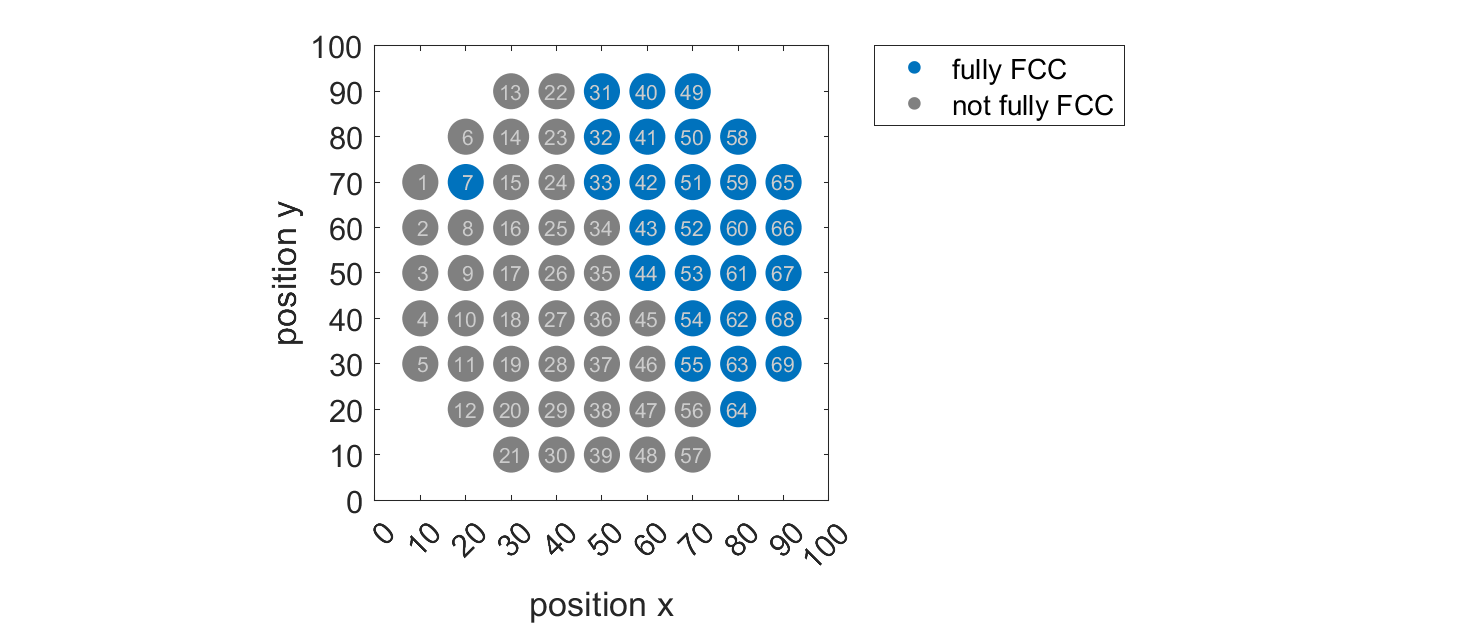 100
fully FCC
not fully FCC
90 13 22 31 40 49
80 6 14 23 32 41 50 58
70 1 7 15 24 33 42 51 59 65
60 2 8 16 25 34 43 52 60 66
50 3 9 17 26 35 44 53 61 67
40 4 10 18 27 36 45 54 62 68
30 5 11 19 28 37 46 55 63 69
20 12 20 29 38 47 56 64
10 21 30 39 48 57
0
position y
0 10 20 30 40 50 60 70 80 90 100
position x